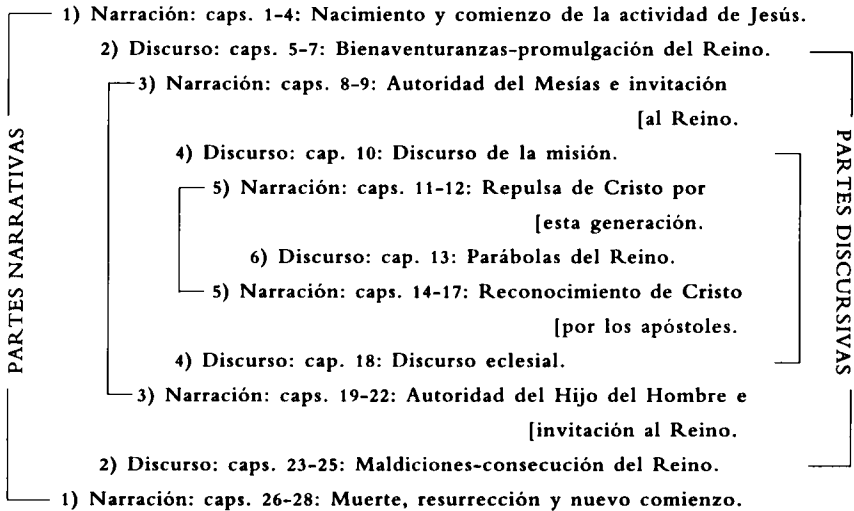 1) Narración: caps. 1-4: Nacimiento y comienzo de la actividad de Jesús.
2) Discurso: caps. 5-7: Bienaventuranzas-promulgación del Reino.
3) Narración: caps. 8-9: Autoridad del Mesías e invitación
[al Reino.
4) Discurso: cap. 10: Discurso de la misión.
5) Narración: caps. 11-12: Repulsa de Cristo por
[esta generación.
6) Discurso: cap. 13: Parábolas del Reino.
5) Narración: caps. 14-17: Reconocimiento de Cristo
[por los apóstoles.
4) Discurso: cap. 18: Discurso eclesial.
3) Narración: caps. 19-22: Autoridad del Hijo del Hombre e
[invitación al Reino.
2) Discurso: caps. 23-25: Maldiciones-consecución del Reino.
1) Narración: caps. 26-28: Muerte, resurrección y nuevo comienzo.
PARTES NARRATIVAS
PARTES DISCURSIVAS